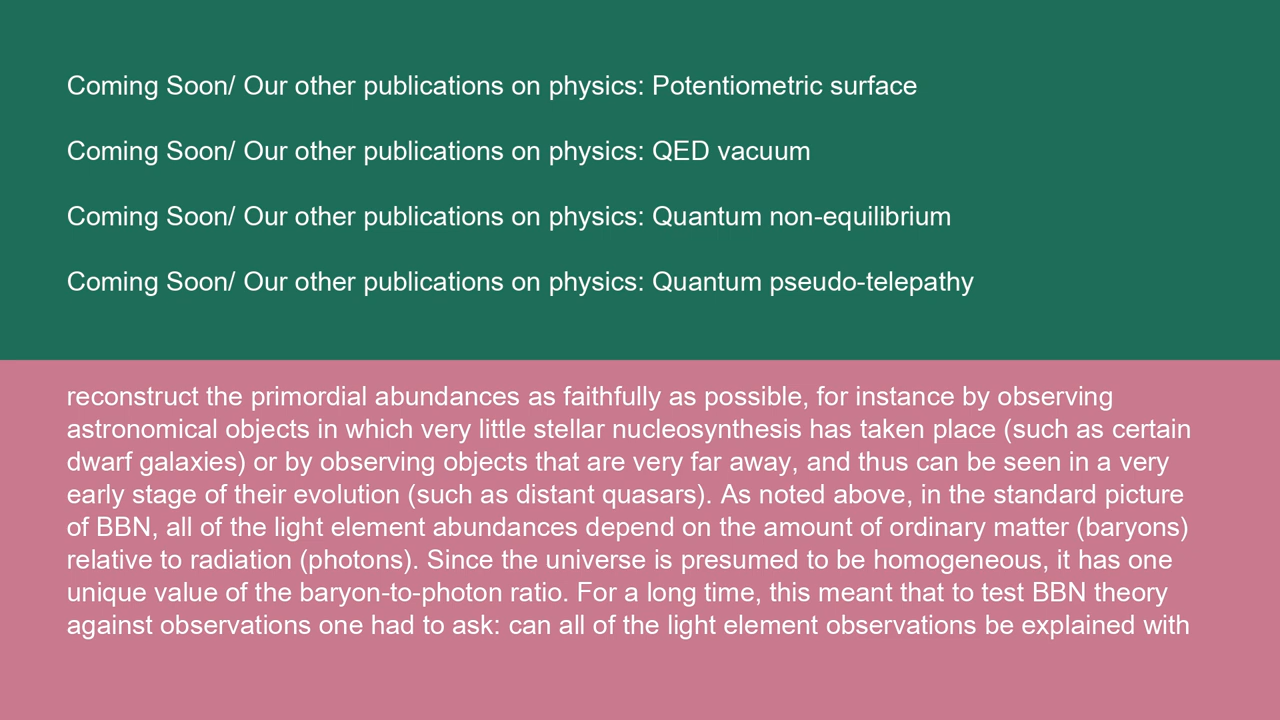 Coming Soon/ Our other publications on physics: Potentiometric surface
Coming Soon/ Our other publications on physics: QED vacuum
Coming Soon/ Our other publications on physics: Quantum non-equilibrium
Coming Soon/ Our other publications on physics: Quantum pseudo-telepathy
reconstruct the primordial abundances as faithfully as possible, for instance by observing
astronomical objects in which very little stellar nucleosynthesis has taken place (such as certain
dwarf galaxies) or by observing objects that are very far away, and thus can be seen in a very
early stage of their evolution (such as distant quasars). As noted above, in the standard picture
of BBN, all of the light element abundances depend on the amount of ordinary matter (baryons)
relative to radiation (photons). Since the universe is presumed to be homogeneous, it has one
unique value of the baryon-to-photon ratio. For a long time, this meant that to test BBN theory
against observations one had to ask: can all of the light element observations be explained with